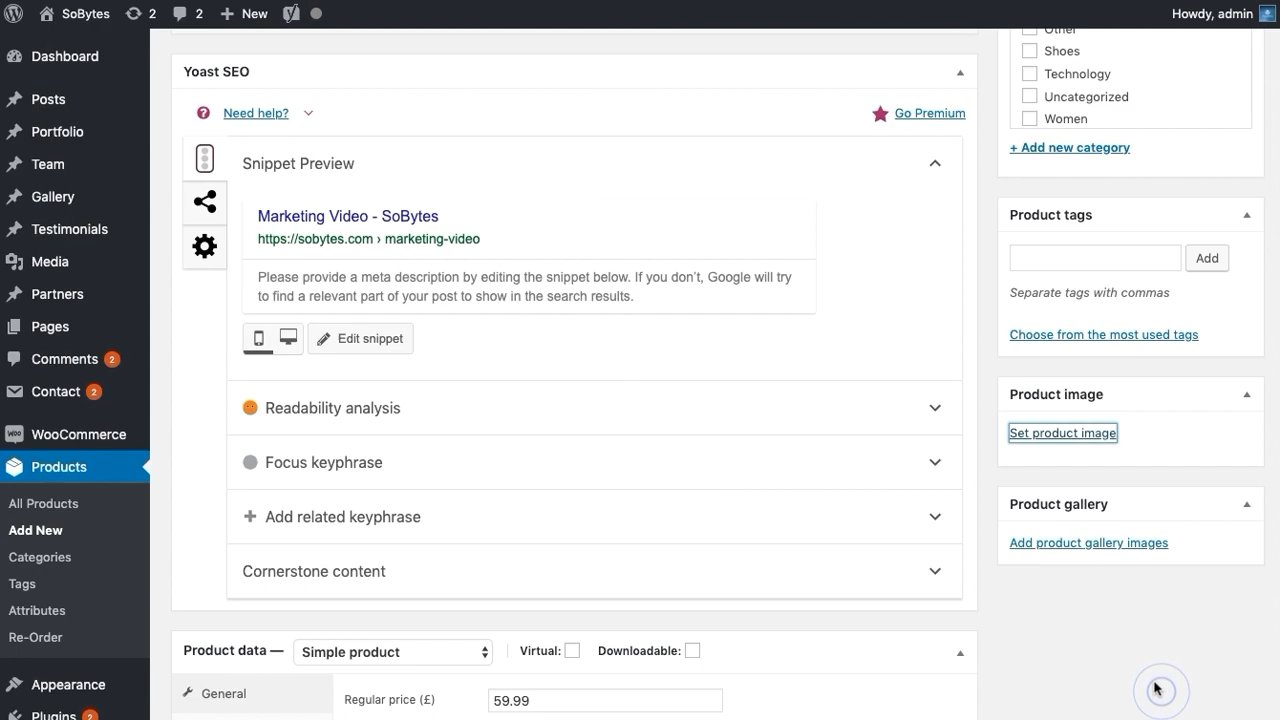 SoBytes 2 2 New Howdy, admin
Dashboard
Posts
Portfolio
Team
Gallery
Testimonials
Media
Partners
Pages
Comments 2
Contact 2
WooCommerce
Products
All Products
Add New
Categories
Tags
Attributes
Re-Order
Appearance
Plugins 2
Yoast SEO
Need help?
Go Premium
Snippet Preview
Marketing Video - SoBytes
https://sobytes.com › marketing-video
Please provide a meta description by editing the snippet below. If you don't, Google will try
to find a relevant part of your post to show in the search results.
Edit snippet
Readability analysis
Focus keyphrase
Add related keyphrase
Cornerstone content
Product data — Simple product Virtual: Downloadable:
General
Regular price (£) 59.99
Other
Shoes
Technology
Uncategorized
Women
+ Add new category
Product tags
Add
Separate tags with commas
Choose from the most used tags
Product image
Set product image
Product gallery
Add product gallery images